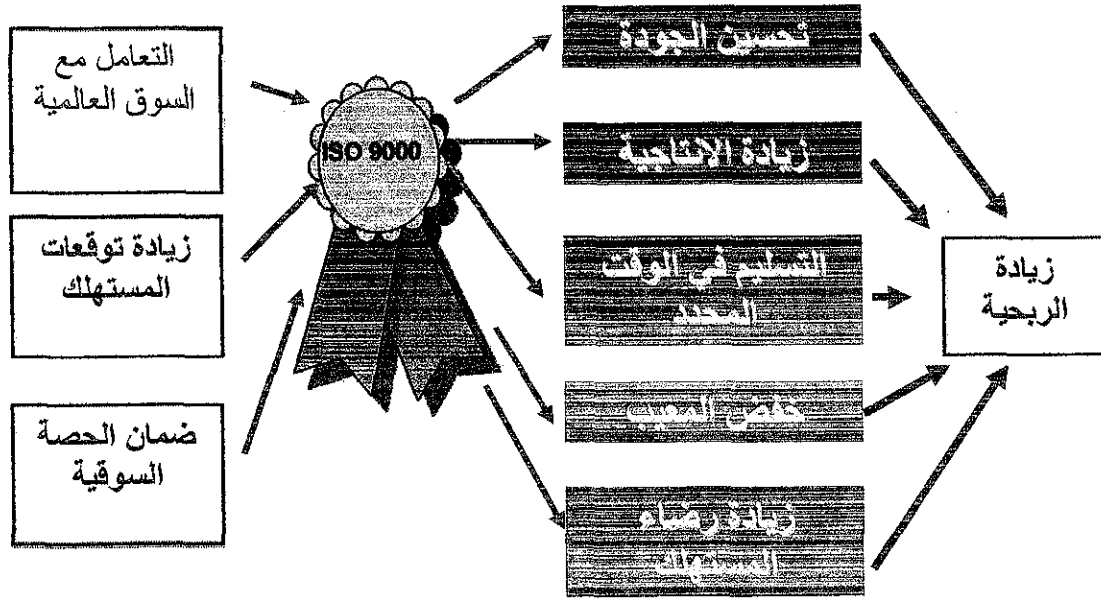 التعامل مع
السوق العالمية
زيادة توقعات
المستهلك
ضمان الحصة
السوقية
ISO 9000
تحسين الجودة
زيادة الانتاجية
التسليم في الوقت
المحدد
خفض المعيب
زيادة رضاء
المستهلك
زيادة
الربحية